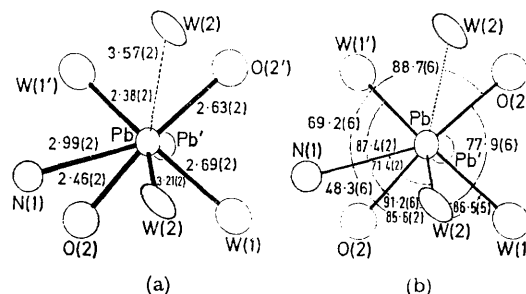 W(2)
3·57(2)
W(1')
O(2')
2·38(2)
2·63(2)
Pb
Pb'
2·99(2)
2·69(2)
N(1)
2·46(2)
3·21(2)
O(2)
W(2)
W(1)
(a)
W(2)
W(1')
88·7(6)
O(2
Pb
69·2(6)
87·4(2)
77·9(6)
N(1)
71·4(2)
Pb'
48·3(6)
91·2(6)
86·5(5)
85·6(2)
O(2)
W(2)
W(1
(b)